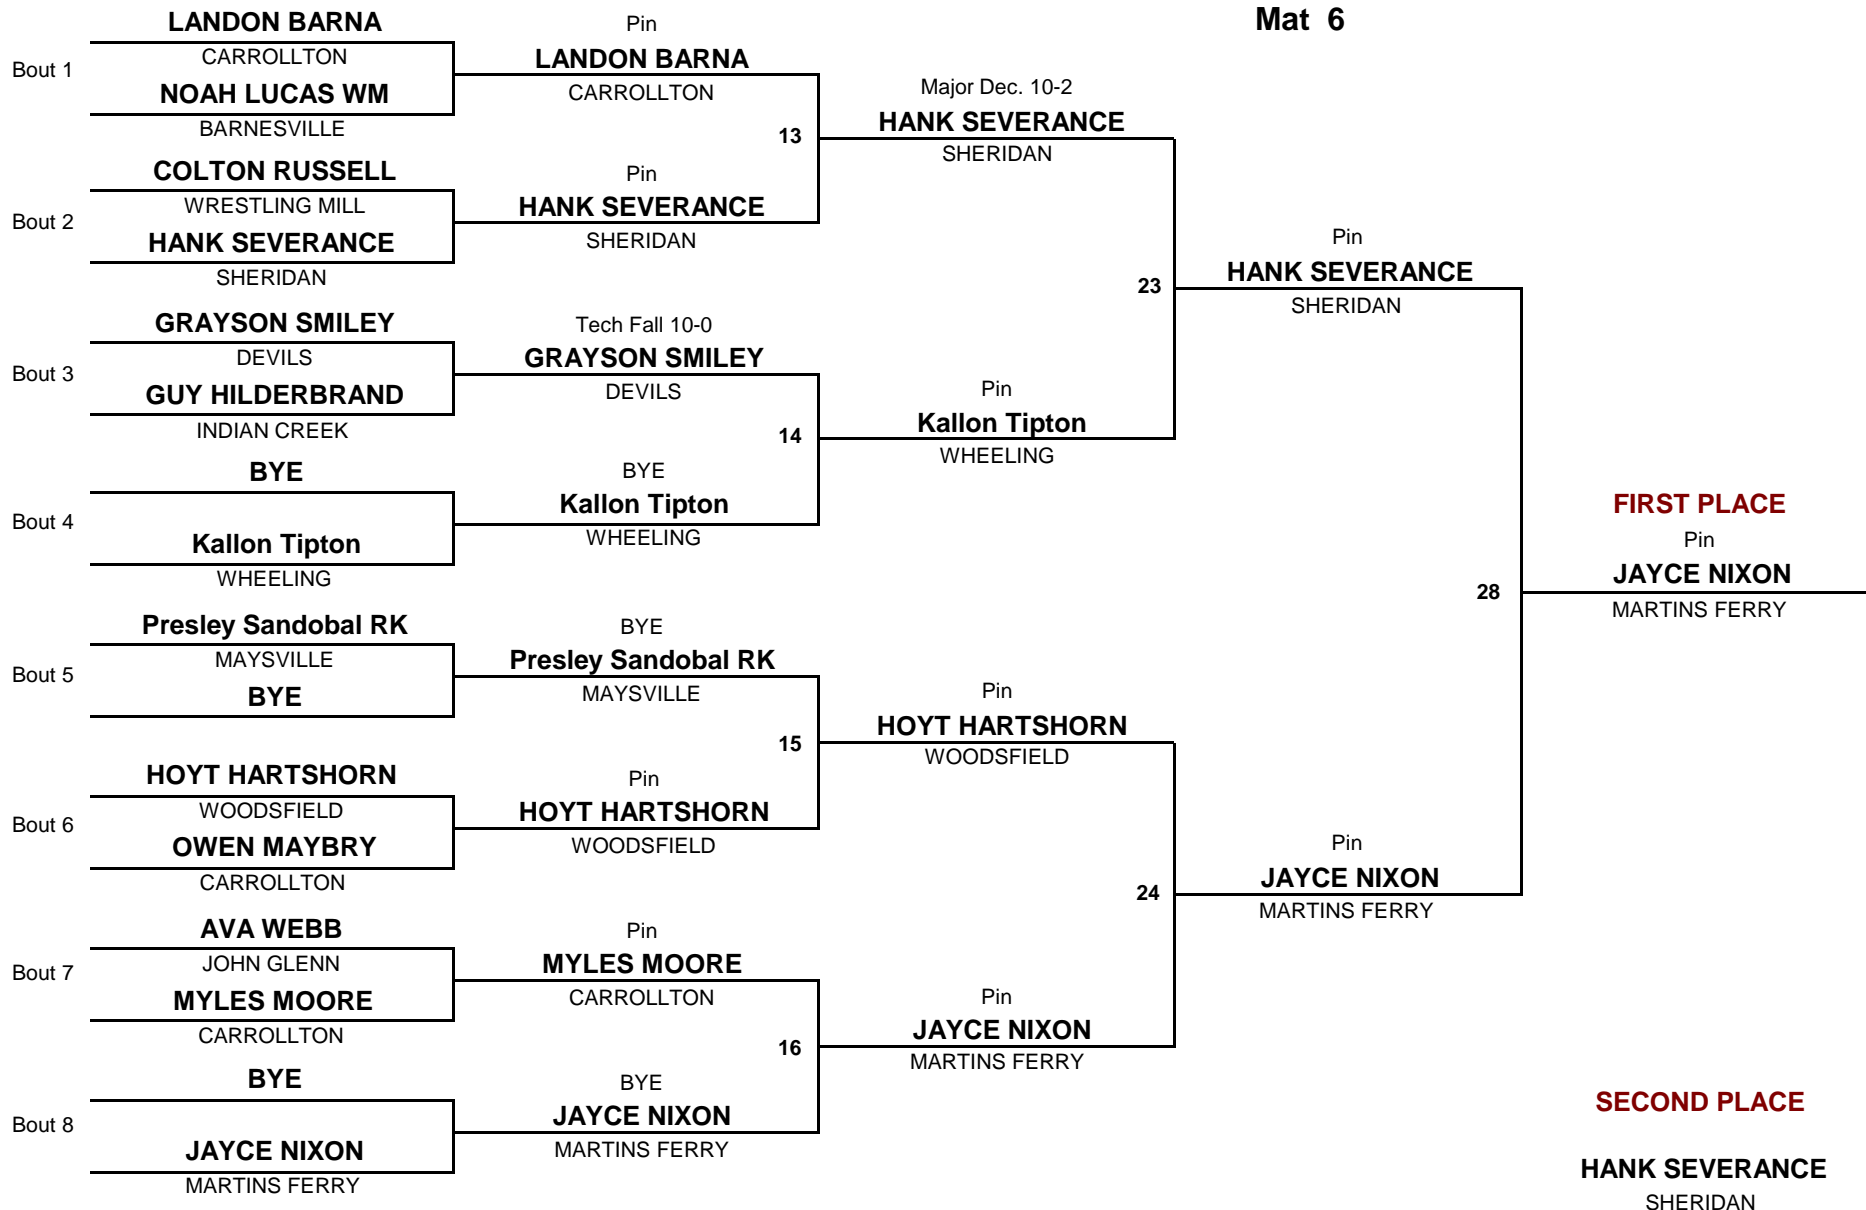 Mat 6
LANDON BARNA
Bout 1
CARROLLTON
NOAH LUCAS WM
BARNESVILLE
COLTON RUSSELL
Bout 2
WRESTLING MILL
HANK SEVERANCE
SHERIDAN
GRAYSON SMILEY
Bout 3
DEVILS
GUY HILDERBRAND
INDIAN CREEK
BYE
Bout 4
Kallon Tipton
WHEELING
Presley Sandobal RK
Bout 5
MAYSVILLE
BYE
HOYT HARTSHORN
Bout 6
WOODSFIELD
OWEN MAYBRY
CARROLLTON
AVA WEBB
Bout 7
JOHN GLENN
MYLES MOORE
CARROLLTON
BYE
Bout 8
JAYCE NIXON
MARTINS FERRY
Pin
LANDON BARNA
CARROLLTON
13
Pin
HANK SEVERANCE
SHERIDAN
Tech Fall 10-0
GRAYSON SMILEY
DEVILS
14
BYE
Kallon Tipton
WHEELING
BYE
Presley Sandobal RK
MAYSVILLE
15
Pin
HOYT HARTSHORN
WOODSFIELD
Pin
MYLES MOORE
CARROLLTON
16
BYE
JAYCE NIXON
MARTINS FERRY
Major Dec. 10-2
HANK SEVERANCE
SHERIDAN
23
Pin
Kallon Tipton
WHEELING
Pin
HOYT HARTSHORN
WOODSFIELD
24
Pin
JAYCE NIXON
MARTINS FERRY
Pin
HANK SEVERANCE
SHERIDAN
28
Pin
JAYCE NIXON
MARTINS FERRY
FIRST PLACE
Pin
JAYCE NIXON
MARTINS FERRY
SECOND PLACE
HANK SEVERANCE
SHERIDAN